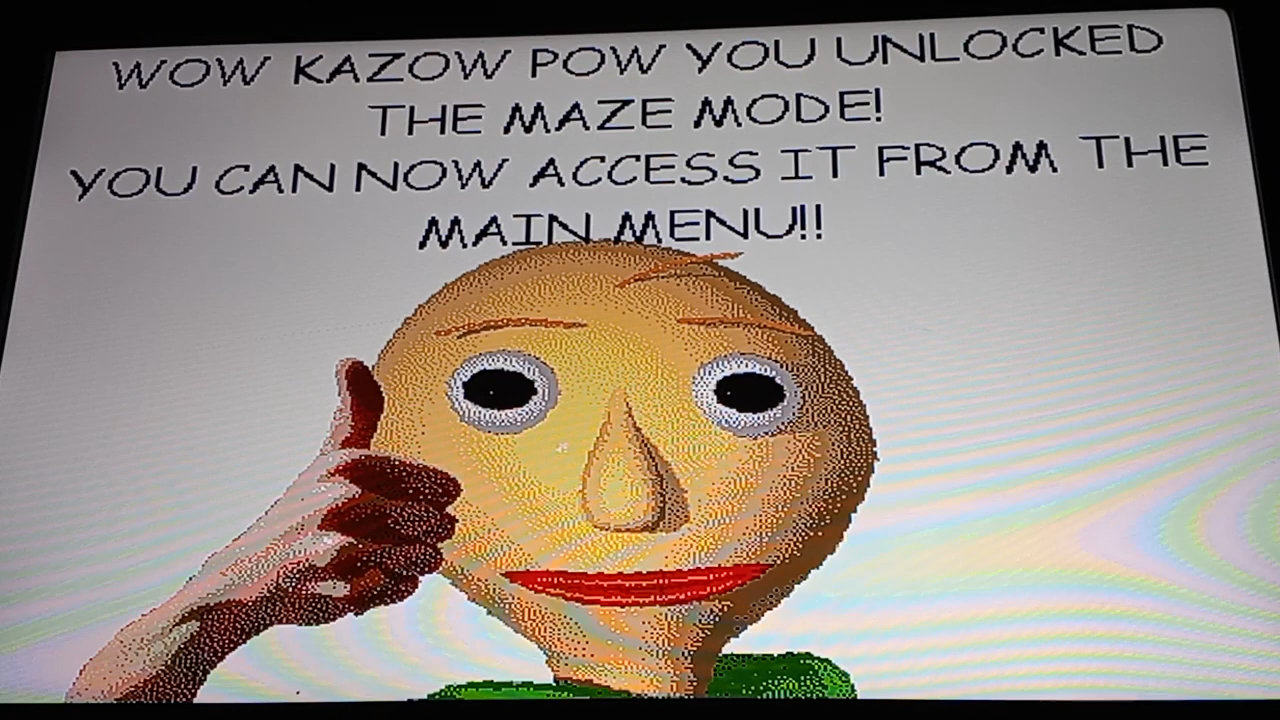 WOW KAZOW POW YOU UNLOCKED
THE MAZE MODE!
YOU CAN NOW ACCESS IT FROM THE
MAIN MENU!!